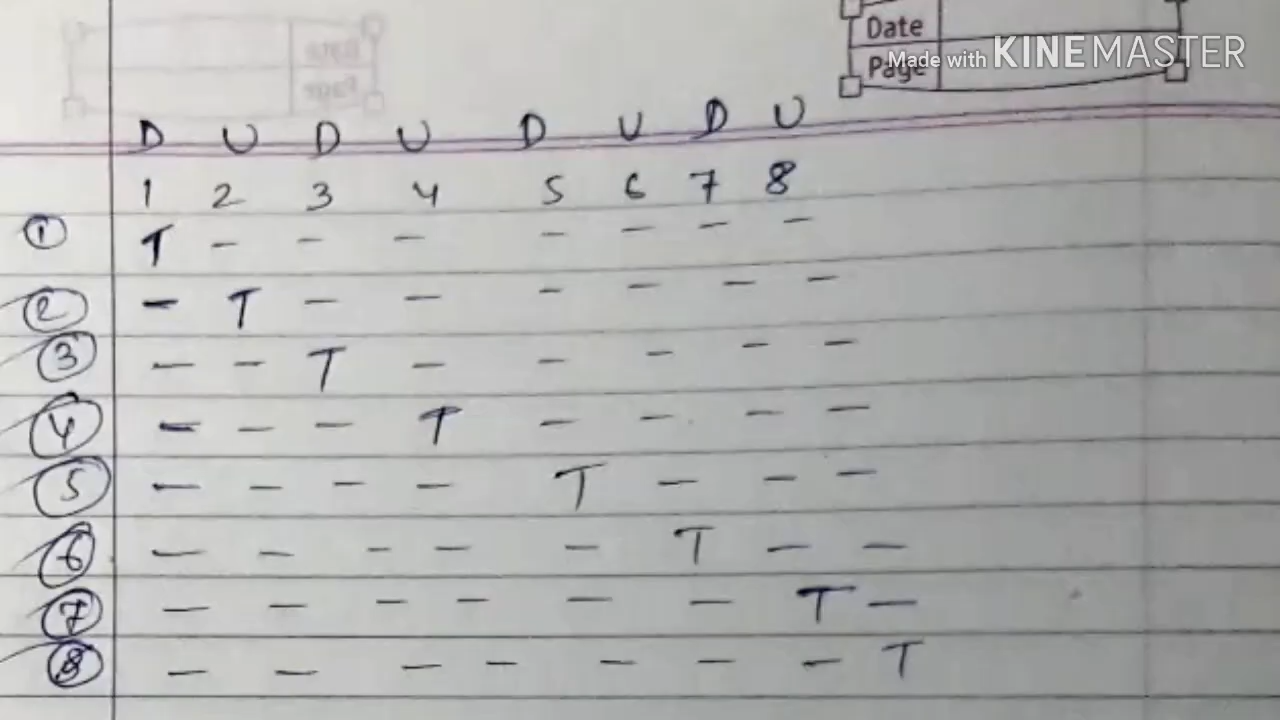 Date
Page
Made with KINEMASTER
D U D U D U D U
1 2 3 4 5 6 7 8
① T - - - - - - -
② - T - - - - - -
③ - - T - - - - -
④ - - - T - - - -
⑤ - - - - T - - -
⑥ - - - - - T - -
⑦ - - - - - - T -
⑧ - - - - - - - T